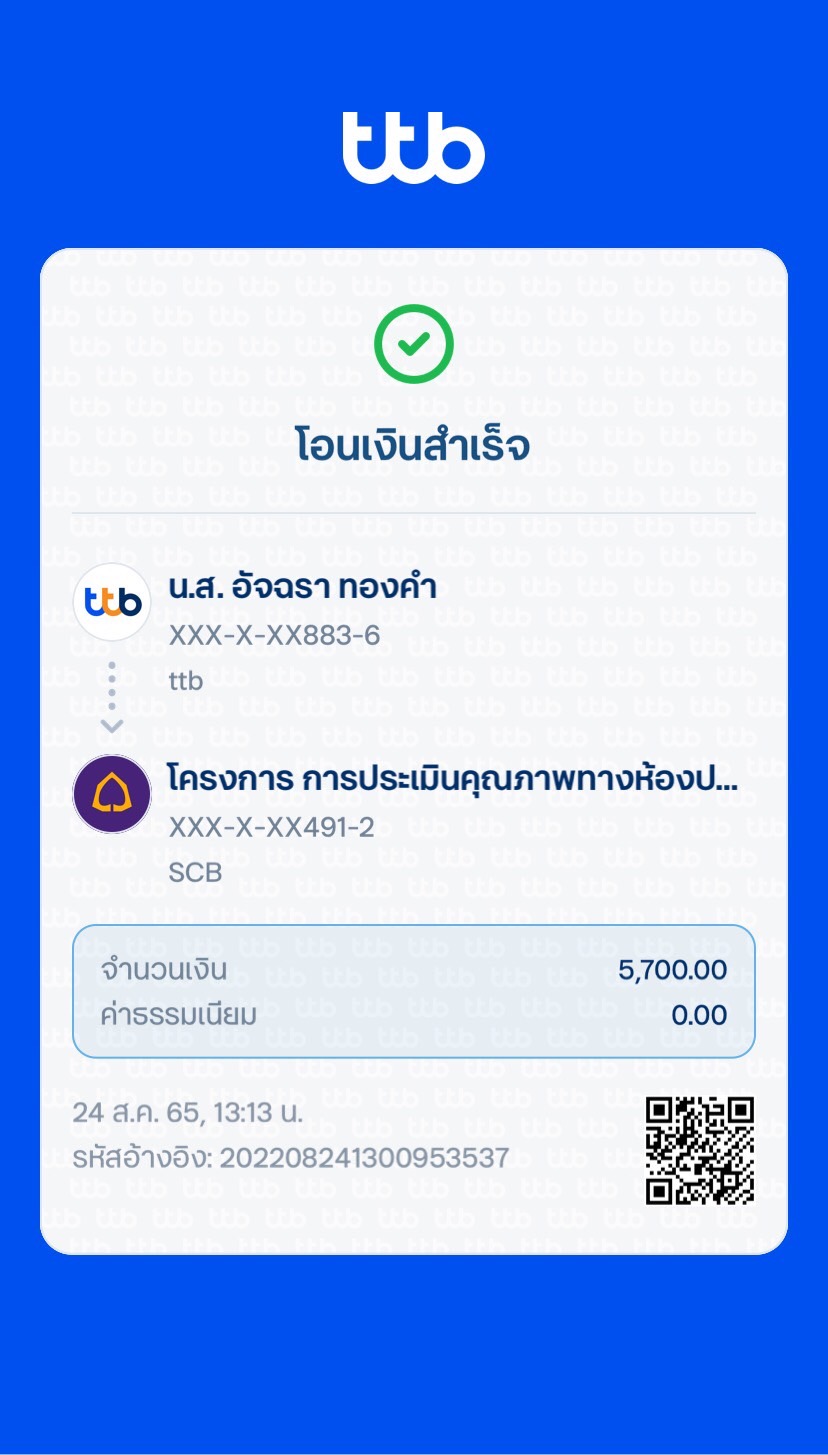 ttb
โอนเงินสำเร็จ
ttb
น.ส. อัจฉรา ทองคำ
XXX-X-XX883-6
ttb
โครงการ การประเมินคุณภาพทางห้องป...
XXX-X-XX491-2
SCB
จำนวนเงิน 5,700.00
ค่าธรรมเนียม 0.00
24 ส.ค. 65, 13:13 น.
รหัสอ้างอิง: 202208241300953537